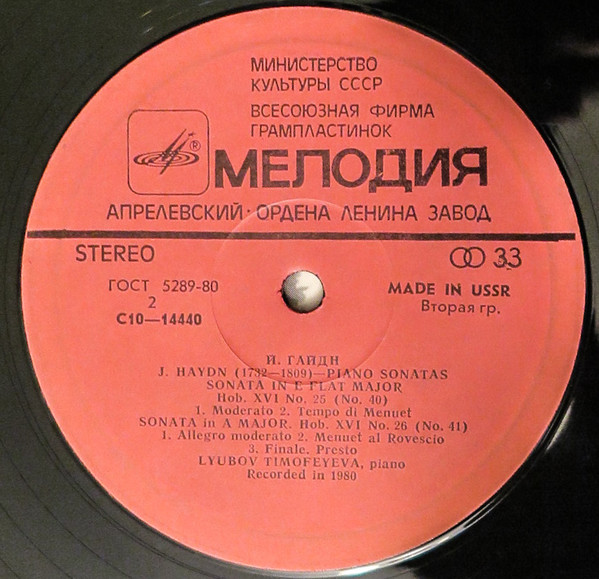 МИНИСТЕРСТВО
КУЛЬТУРЫ СССР
ВСЕСОЮЗНАЯ ФИРМА
ГРАМПЛАСТИНОК
®
МЕЛОДИЯ
АПРЕЛЕВСКИЙ·ОРДЕНА ЛЕНИНА ЗАВОД
STEREO
33
ГОСТ 5289-80
MADE IN USSR
2
Вторая гр.
С10—14440
Й. ГАЙДН
J. HAYDN (1732—1809)—PIANO SONATAS
SONATA IN E FLAT MAJOR
Hob. XVI No. 25 (No. 40)
1. Moderato 2. Tempo di Menuet
SONATA in A MAJOR. Hob. XVI No. 26 (No. 41)
1. Allegro moderato 2. Menuet al Rovescio
3. Finale. Presto
LYUBOV TIMOFEYEVA, piano
Recorded in 1980